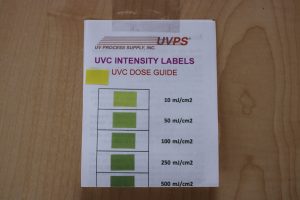 UVPS
UV PROCESS SUPPLY, INC.
UVC INTENSITY LABELS
UVC DOSE GUIDE
10 mJ/cm2
50 mJ/cm2
100 mJ/cm2
250 mJ/cm2
500 mJ/cm2